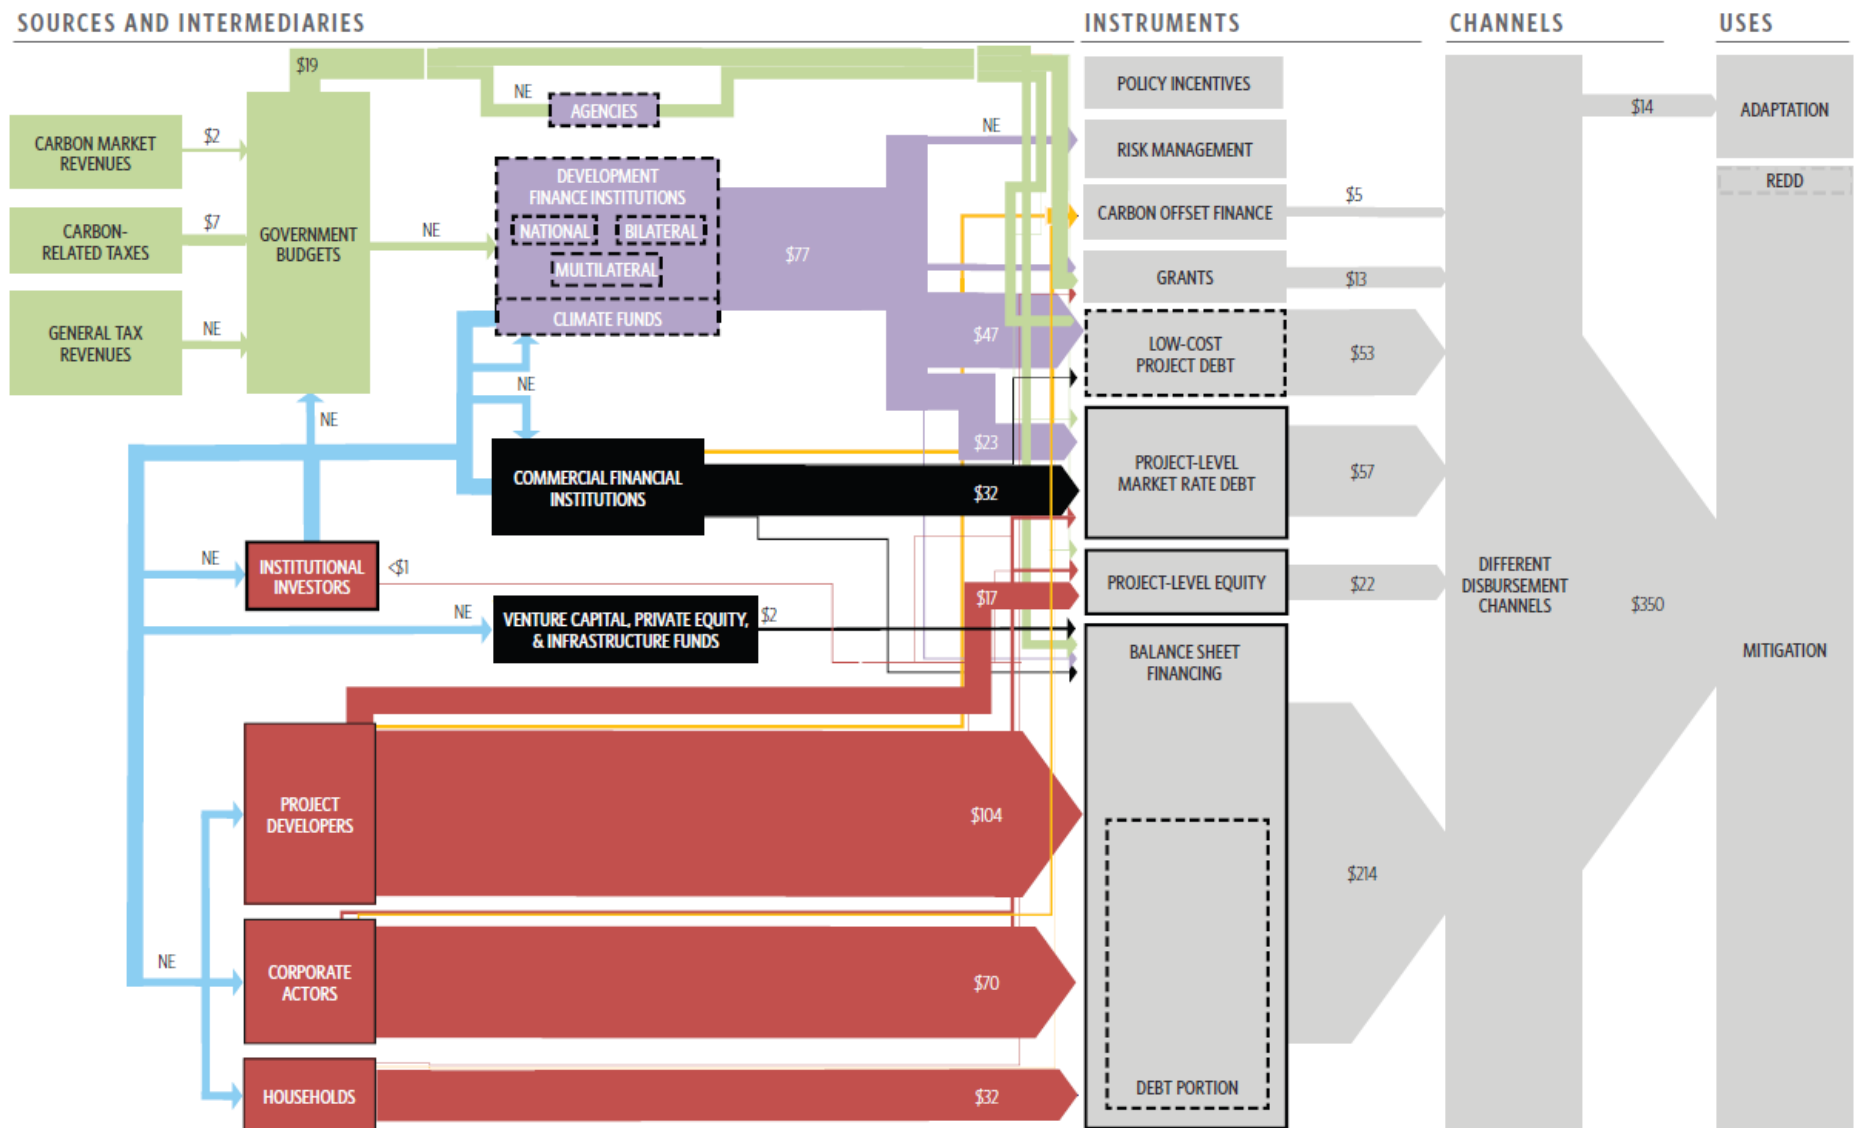 SOURCES AND INTERMEDIARIES
INSTRUMENTS
CHANNELS
USES
$19
NE
AGENCIES
CARBON MARKET
REVENUES
$2
CARBON-
RELATED TAXES
$7
GENERAL TAX
REVENUES
NE
GOVERNMENT
BUDGETS
NE
DEVELOPMENT
FINANCE INSTITUTIONS
NATIONAL
BILATERAL
MULTILATERAL
CLIMATE FUNDS
$77
NE
$47
$23
NE
NE
COMMERCIAL FINANCIAL
INSTITUTIONS
$32
NE
INSTITUTIONAL
INVESTORS
<$1
NE
VENTURE CAPITAL, PRIVATE EQUITY,
& INFRASTRUCTURE FUNDS
$2
$17
PROJECT
DEVELOPERS
$104
NE
CORPORATE
ACTORS
$70
HOUSEHOLDS
$32
POLICY INCENTIVES
RISK MANAGEMENT
CARBON OFFSET FINANCE
$5
GRANTS
$13
LOW-COST
PROJECT DEBT
$53
PROJECT-LEVEL
MARKET RATE DEBT
$57
PROJECT-LEVEL EQUITY
$22
BALANCE SHEET
FINANCING
$214
DEBT PORTION
DIFFERENT
DISBURSEMENT
CHANNELS
$14
$350
ADAPTATION
REDD
MITIGATION